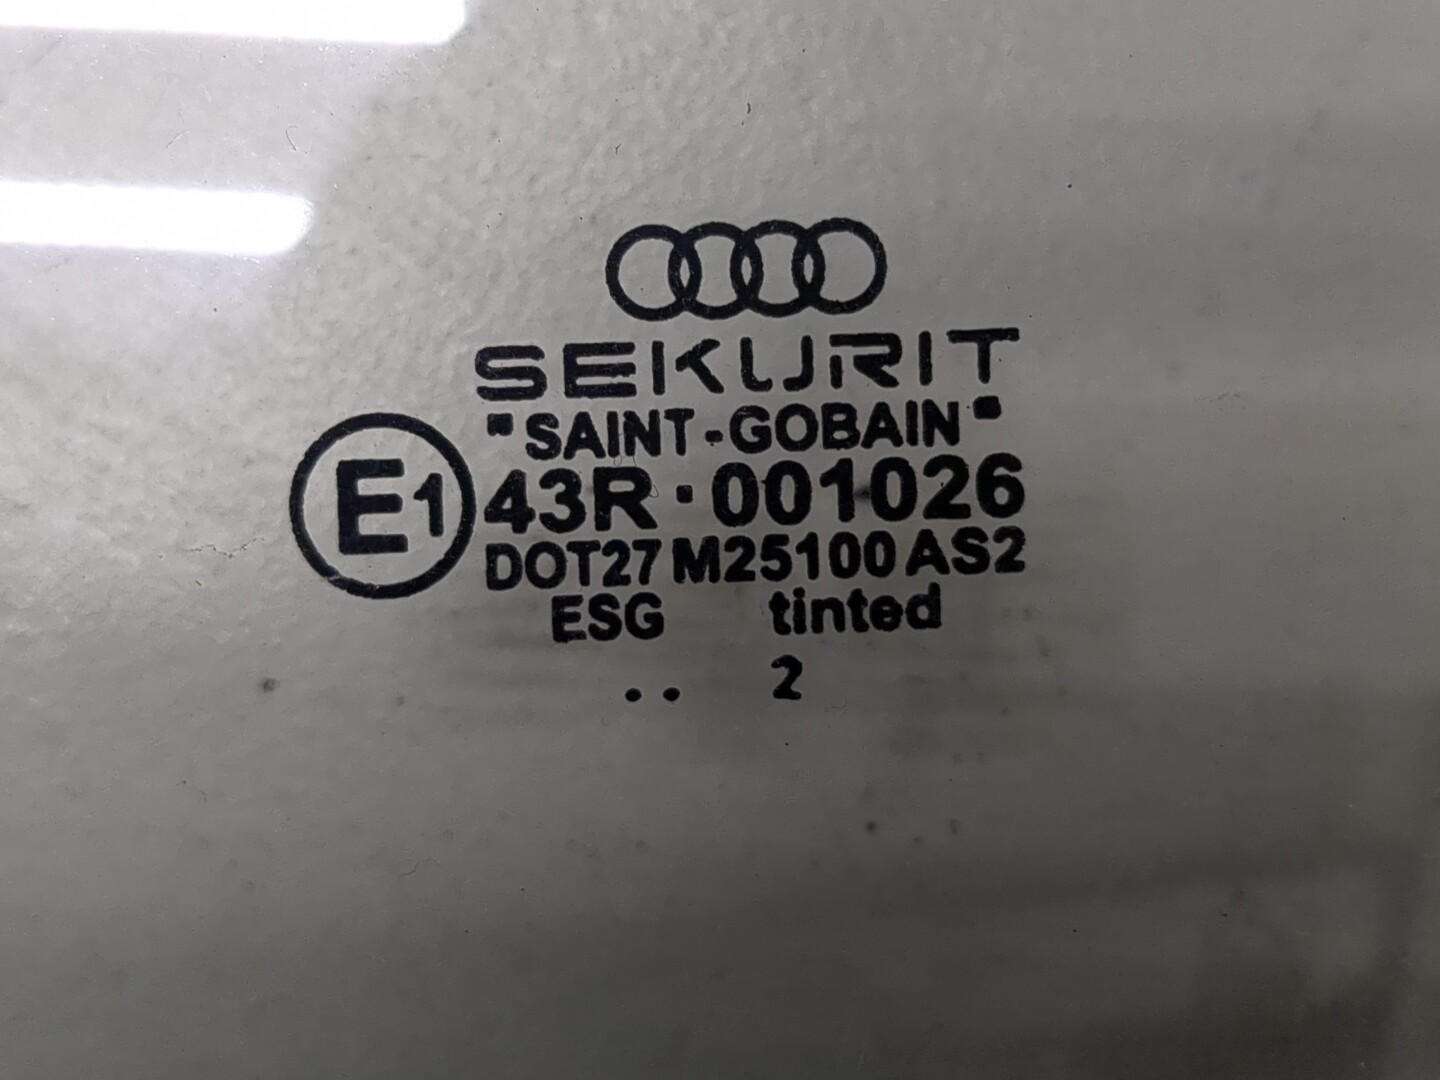 SEKURIT
"SAINT-GOBAIN"
E1 43R·001026
DOT27 M25100 AS2
ESG tinted
.. 2